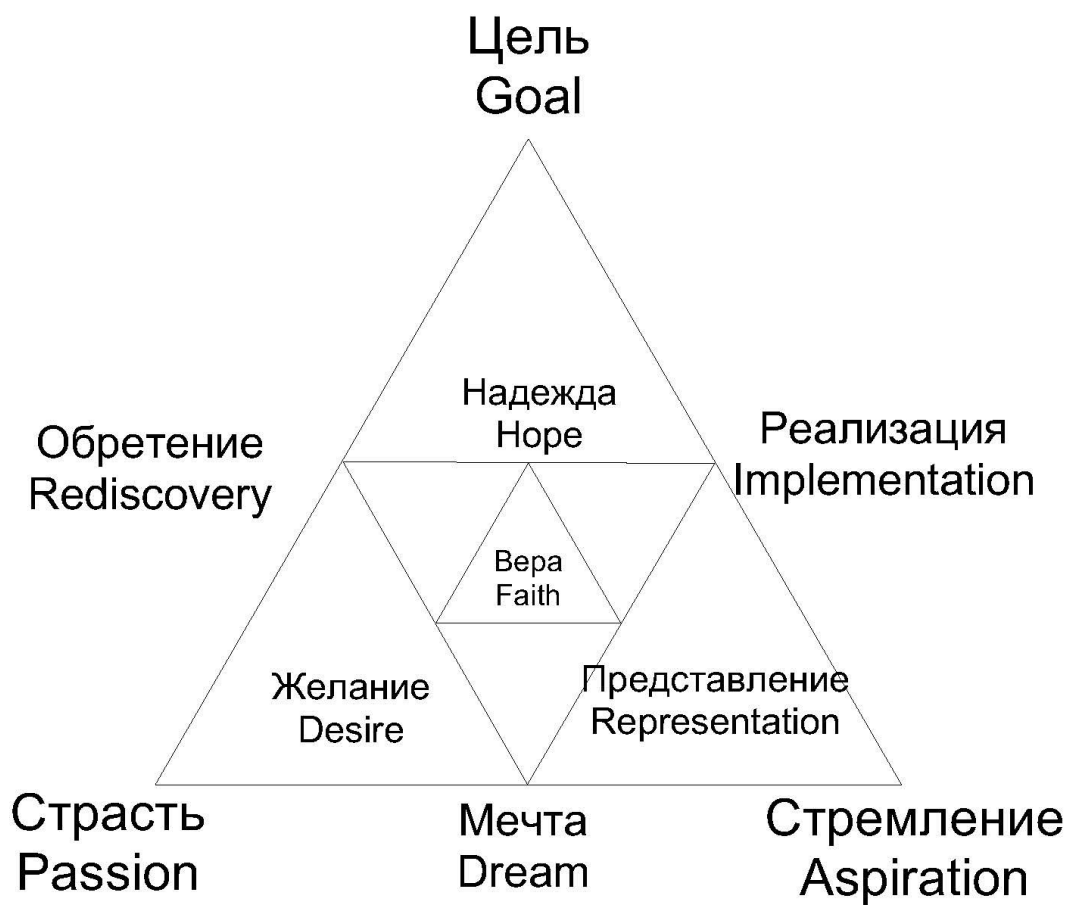 Цель
Goal
Надежда
Hope
Обретение
Rediscovery
Реализация
Implementation
Вера
Faith
Желание
Desire
Представление
Representation
Страсть
Passion
Мечта
Dream
Стремление
Aspiration